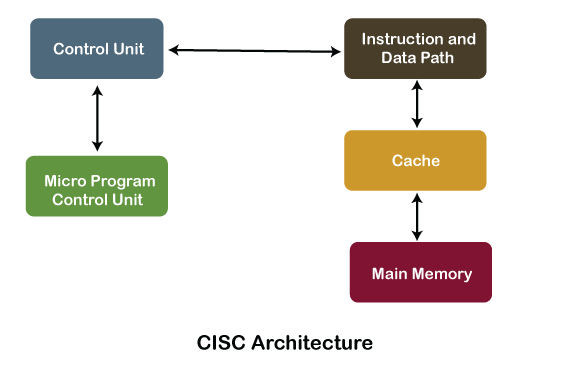 Control Unit
Instruction and
Data Path
Micro Program
Control Unit
Cache
Main Memory
CISC Architecture